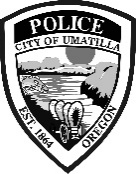 POLICE
CITY OF UMATILLA
EST. 1864
OREGON